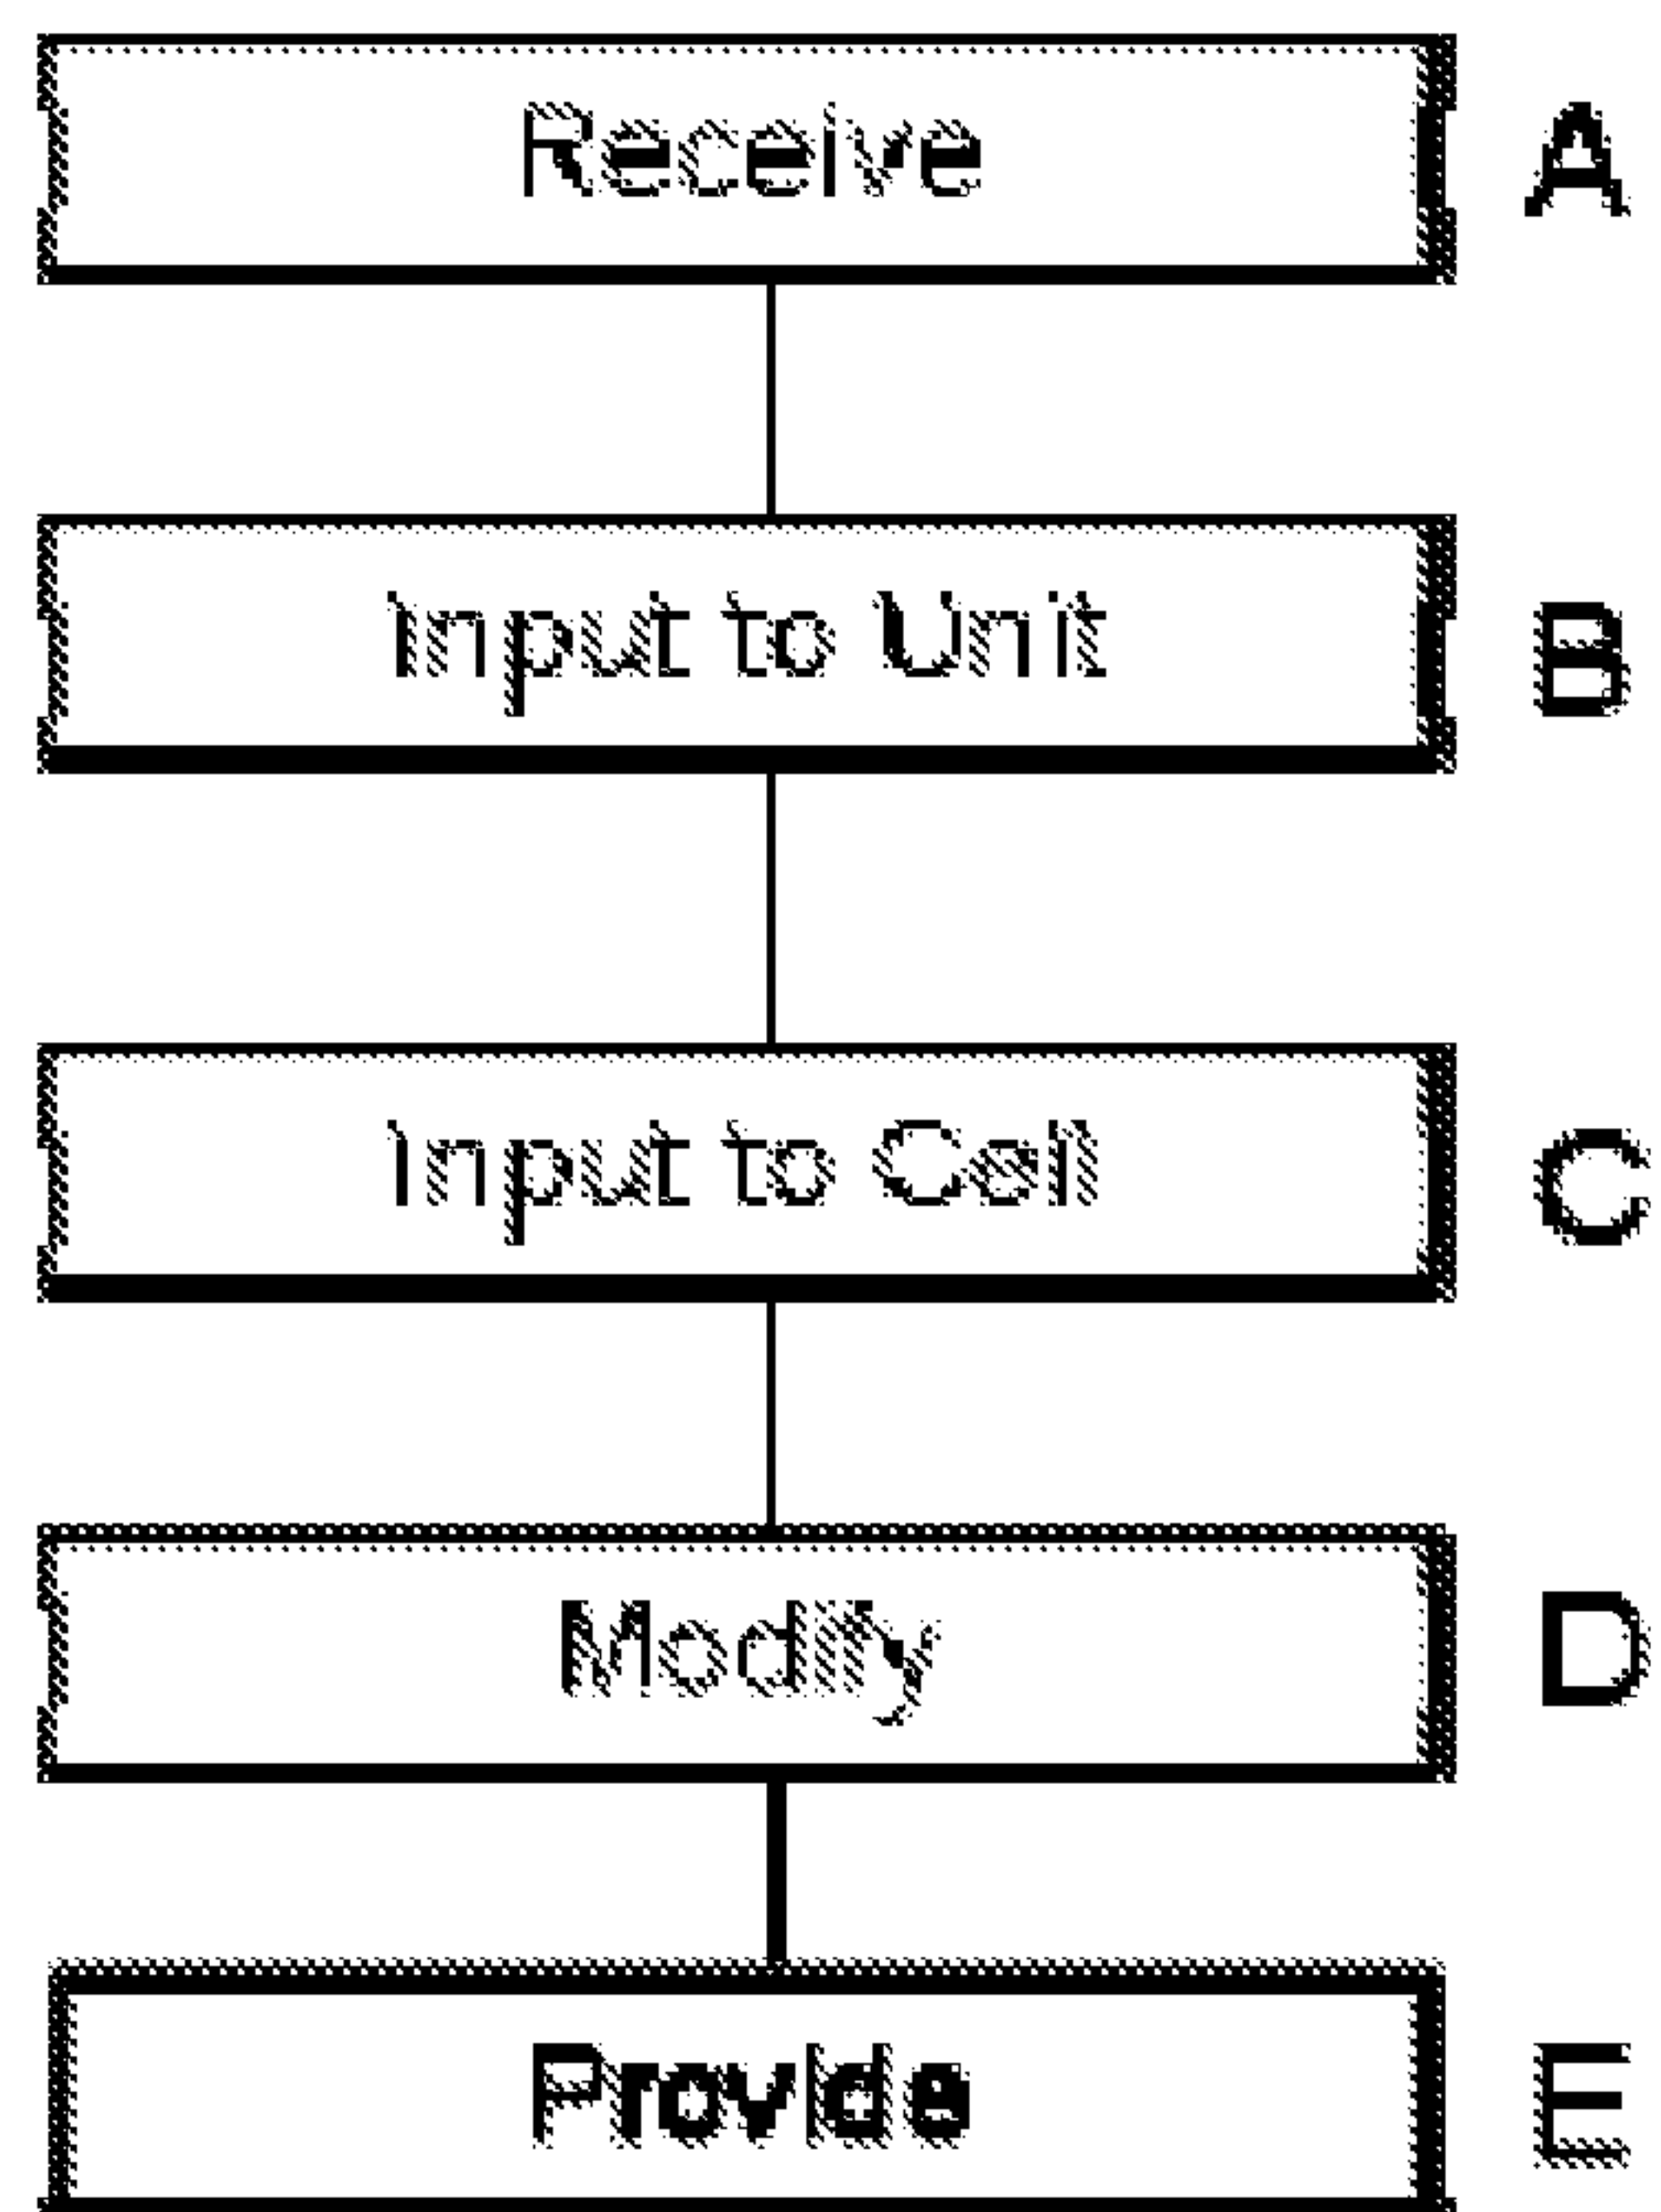 Receive A
Input to Unit B
Input to Cell C
Modify D
Provide E